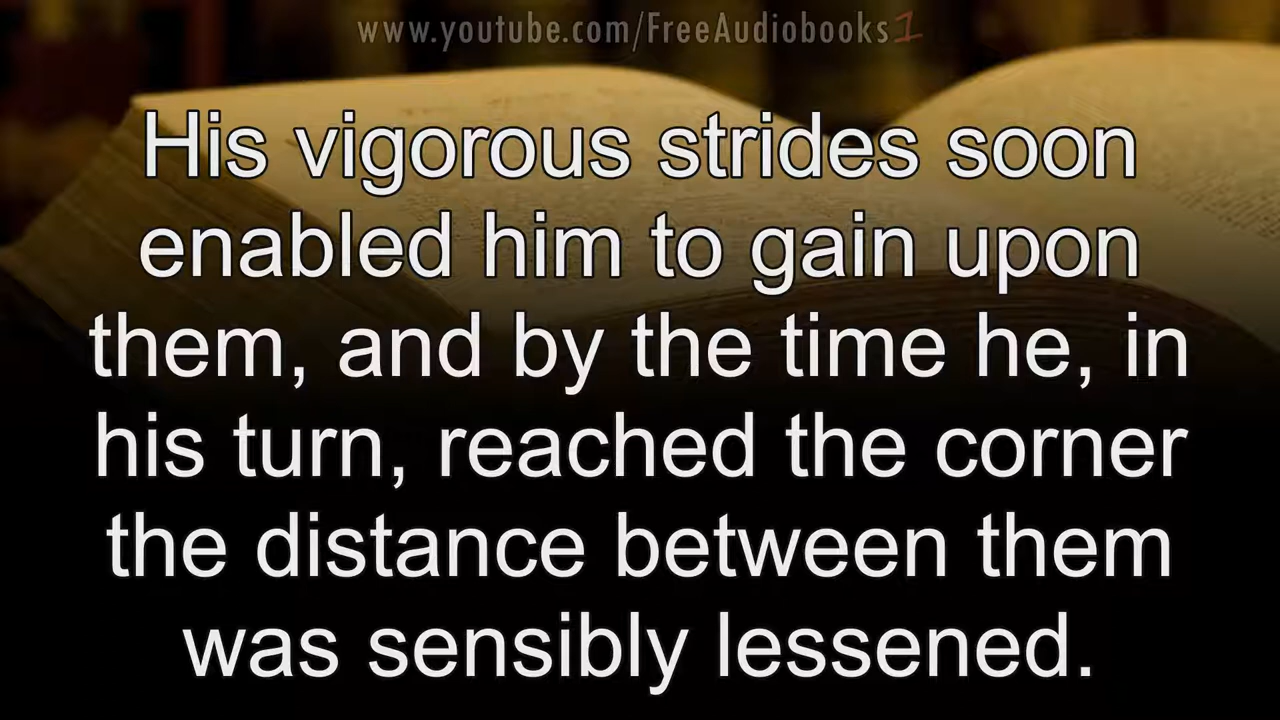 www.youtube.com/FreeAudiobooks1
His vigorous strides soon
enabled him to gain upon
them, and by the time he, in
his turn, reached the corner
the distance between them
was sensibly lessened.